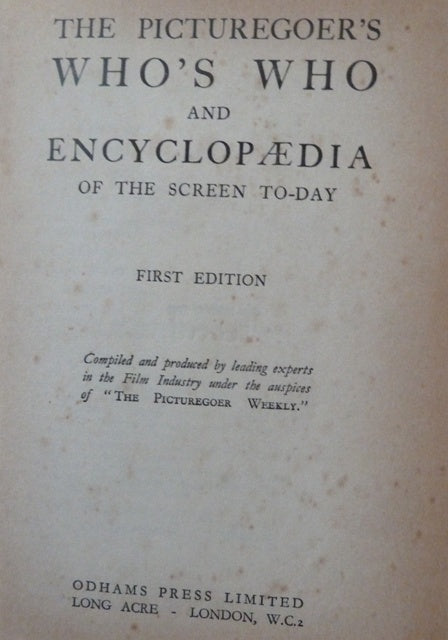 THE PICTUREGOER'S
WHO'S WHO
AND
ENCYCLOPÆDIA
OF THE SCREEN TO-DAY
FIRST EDITION
Compiled and produced by leading experts
in the Film Industry under the auspices
of "THE PICTUREGOER WEEKLY."
ODHAMS PRESS LIMITED
LONG ACRE - LONDON, W.C.2